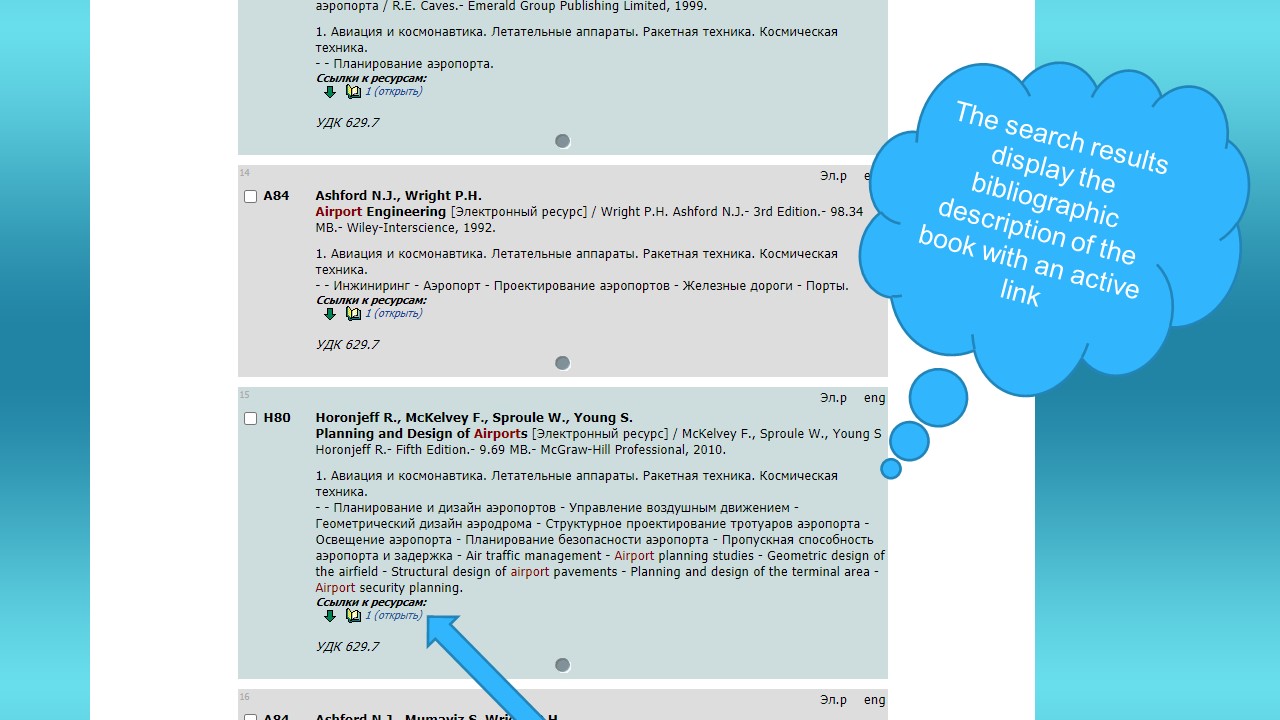 аэропорта / R.E. Caves.- Emerald Group Publishing Limited, 1999.
1. Авиация и космонавтика. Летательные аппараты. Ракетная техника. Космическая
техника.
- - Планирование аэропорта.
Ссылки к ресурсам:
1 (открыть)
УДК 629.7
14
Эл.р
A84 Ashford N.J., Wright P.H.
Airport Engineering [Электронный ресурс] / Wright P.H. Ashford N.J.- 3rd Edition.- 98.34
MB.- Wiley-Interscience, 1992.
1. Авиация и космонавтика. Летательные аппараты. Ракетная техника. Космическая
техника.
- - Инжиниринг - Аэропорт - Проектирование аэропортов - Железные дороги - Порты.
Ссылки к ресурсам:
1 (открыть)
УДК 629.7
15
Эл.р eng
H80 Horonjeff R., McKelvey F., Sproule W., Young S.
Planning and Design of Airports [Электронный ресурс] / McKelvey F., Sproule W., Young S
Horonjeff R.- Fifth Edition.- 9.69 MB.- McGraw-Hill Professional, 2010.
1. Авиация и космонавтика. Летательные аппараты. Ракетная техника. Космическая
техника.
- - Планирование и дизайн аэропортов - Управление воздушным движением -
Геометрический дизайн аэродрома - Структурное проектирование тротуаров аэропорта -
Освещение аэропорта - Планирование безопасности аэропорта - Пропускная способность
аэропорта и задержка - Air traffic management - Airport planning studies - Geometric design of
the airfield - Structural design of airport pavements - Planning and design of the terminal area -
Airport security planning.
Ссылки к ресурсам:
1 (открыть)
УДК 629.7
16
Эл.р eng
A84 Ashford N.J., Mumayiz S.
The search results
display the
bibliographic
description of the
book with an active
link